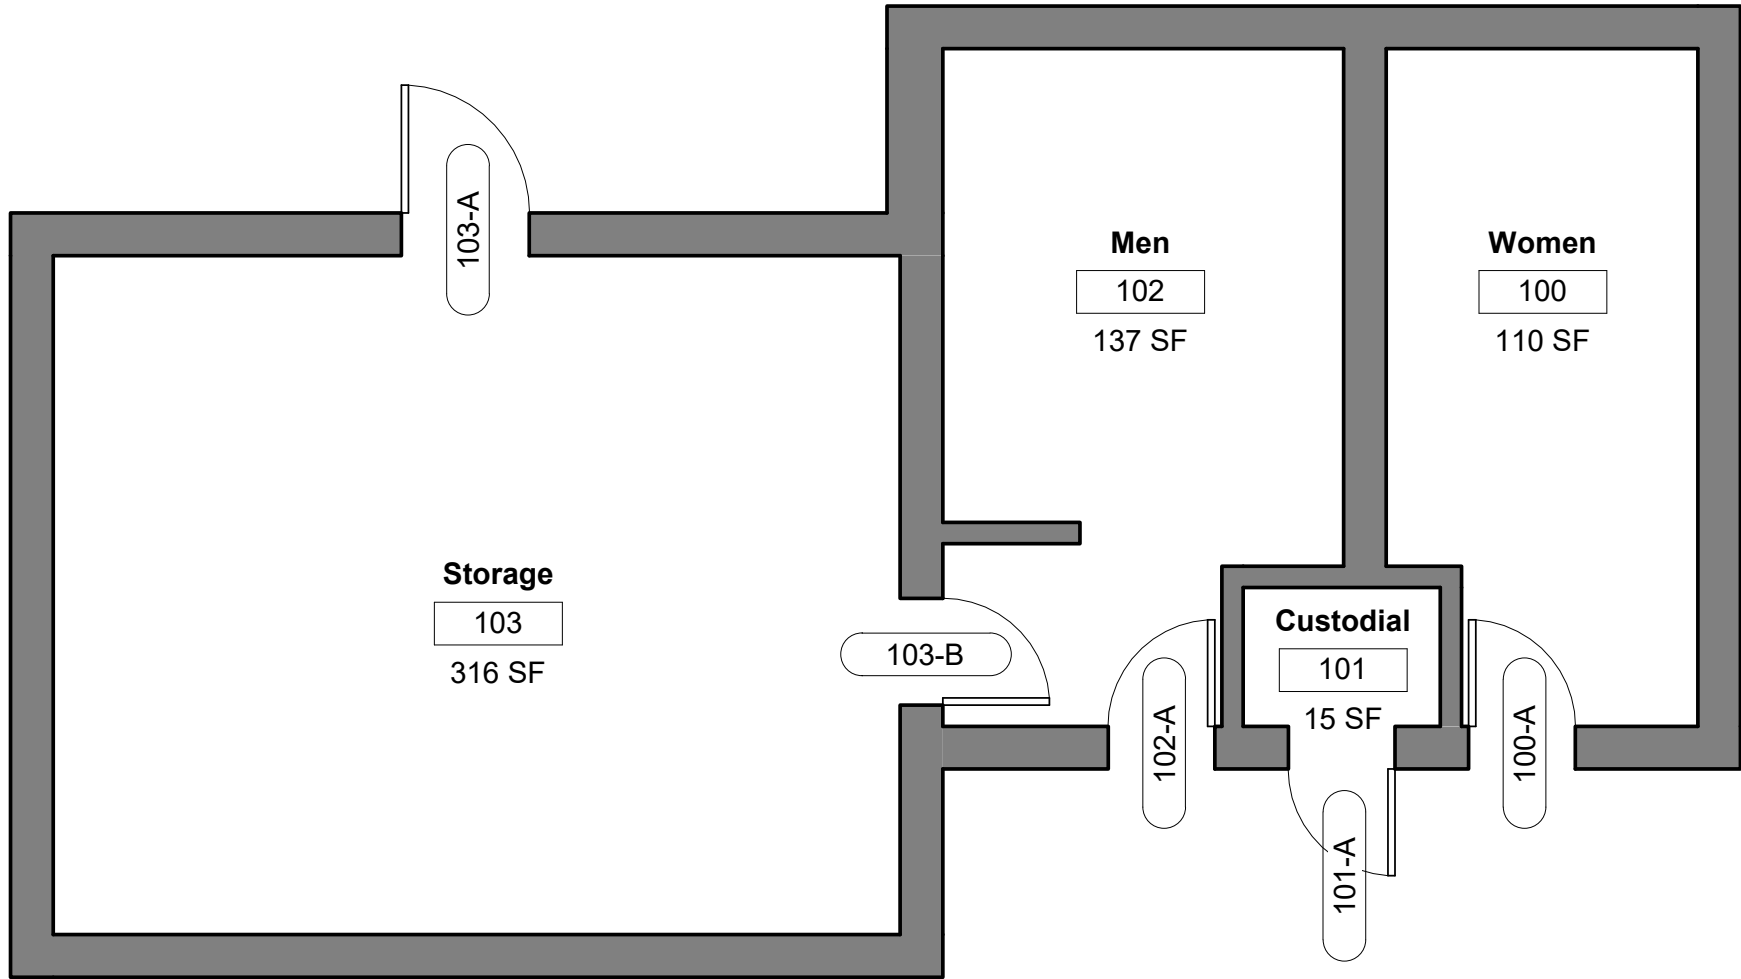 103-A
Men
102
137 SF
Women
100
110 SF
Storage
103
316 SF
103-B
Custodial
101
15 SF
102-A
100-A
101-A